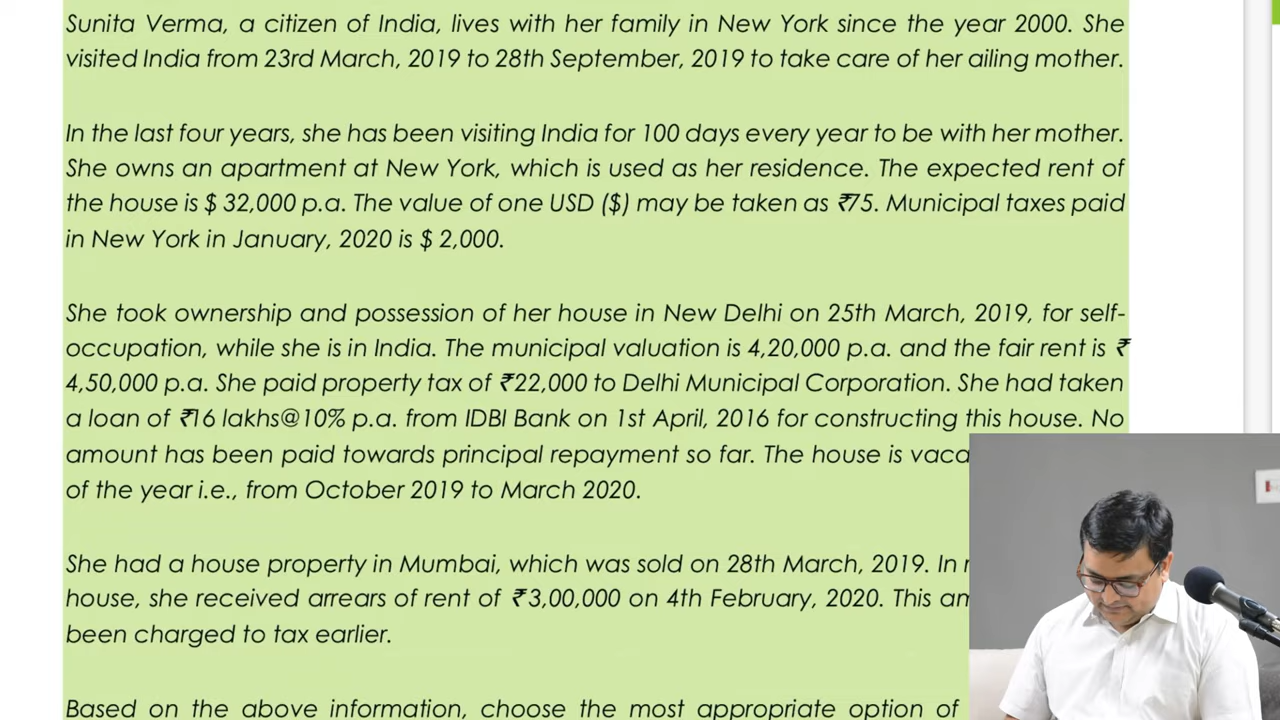 Sunita Verma, a citizen of India, lives with her family in New York since the year 2000. She
visited India from 23rd March, 2019 to 28th September, 2019 to take care of her ailing mother.
In the last four years, she has been visiting India for 100 days every year to be with her mother.
She owns an apartment at New York, which is used as her residence. The expected rent of
the house is $ 32,000 p.a. The value of one USD ($) may be taken as ₹75. Municipal taxes paid
in New York in January, 2020 is $ 2,000.
She took ownership and possession of her house in New Delhi on 25th March, 2019, for self-
occupation, while she is in India. The municipal valuation is 4,20,000 p.a. and the fair rent is ₹
4,50,000 p.a. She paid property tax of ₹22,000 to Delhi Municipal Corporation. She had taken
a loan of ₹16 lakhs@10% p.a. from IDBI Bank on 1st April, 2016 for constructing this house. No
amount has been paid towards principal repayment so far. The house is
of the year i.e., from October 2019 to March 2020.
She had a house property in Mumbai, which was sold on 28th March, 2019. In
house, she received arrears of rent of ₹3,00,000 on 4th February, 2020. This
been charged to tax earlier.
Based on the above information, choose the most appropriate option of